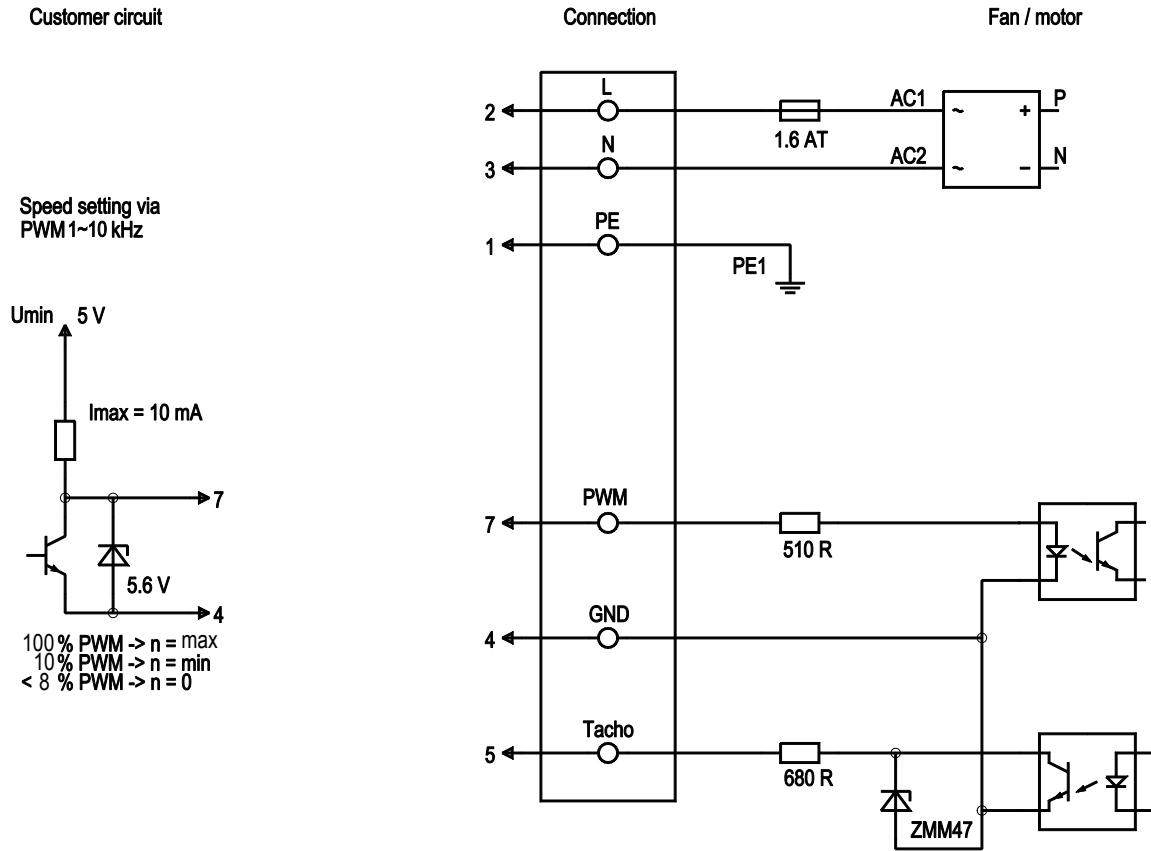 Customer circuit
Connection
Fan / motor
L
2
AC1
~
+
P
1.6 AT
N
3
AC2
~
–
N
Speed setting via
PWM 1~10 kHz
PE
1
PE1
Umin
5 V
Imax = 10 mA
7
PWM
7
510 R
5.6 V
4
GND
4
100 % PWM -> n = max
10 % PWM -> n = min
< 8 % PWM -> n = 0
Tacho
5
680 R
ZMM47